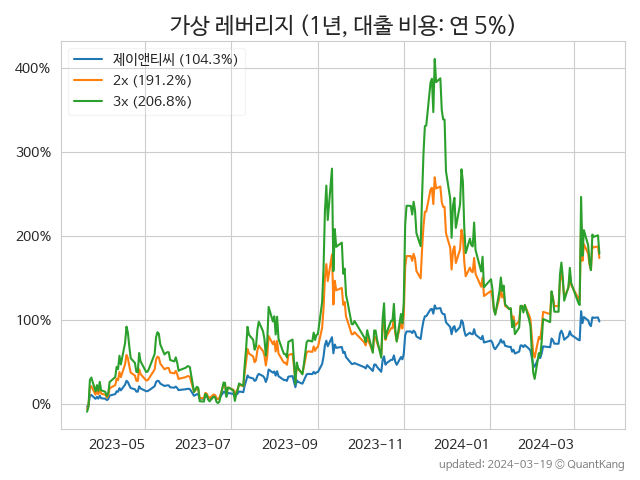 가상 레버리지 (1년, 대출 비용: 연 5%)
제이앤티씨 (104.3%)
2x (191.2%)
3x (206.8%)
400%
300%
200%
100%
0%
2023-05 2023-07 2023-09 2023-11 2024-01 2024-03
updated: 2024-03-19 © QuantKang